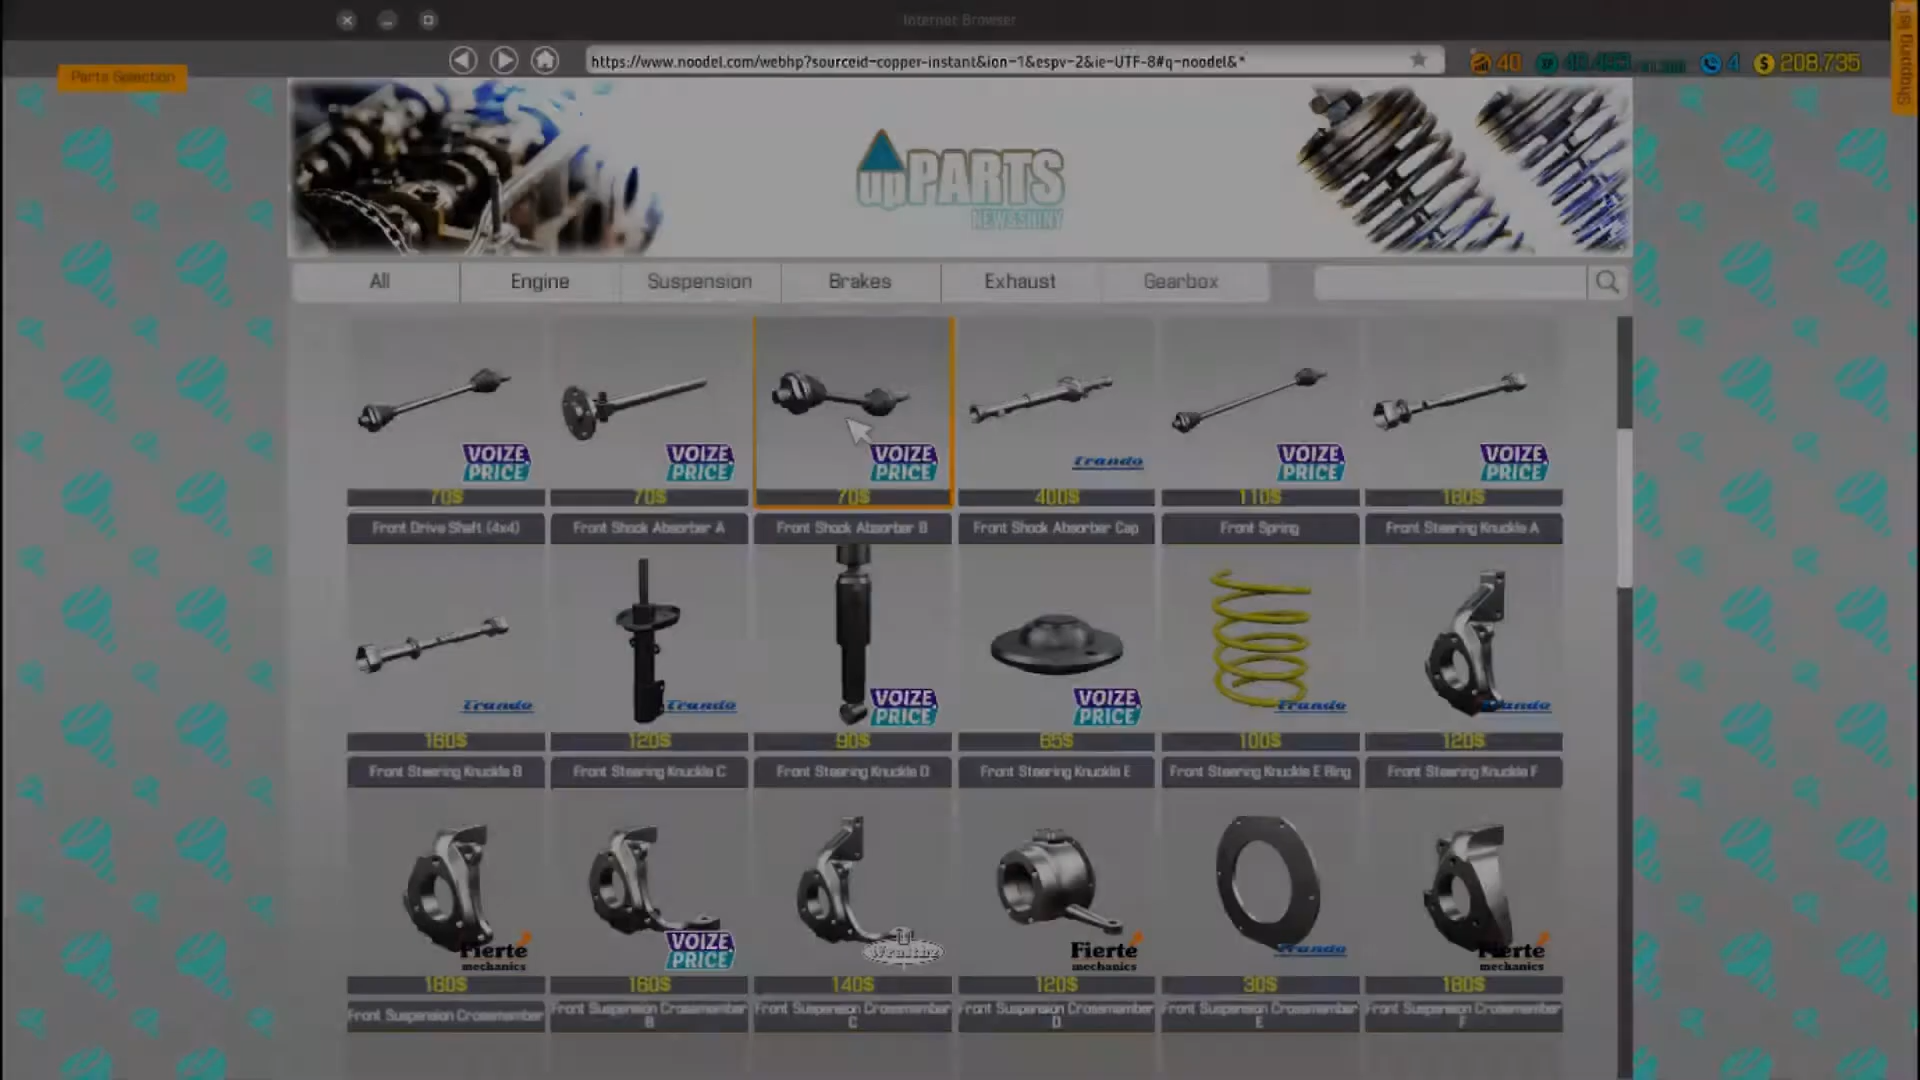 Internet Browser
https://www.noodel.com/webhp?sourceid-copper-instant&ion-1&espv-2&ie-UTF-8#q-noodel&*
40
4
208,735
Parts Selection
Shopping list
upPARTS
NEW&SHINY
All
Engine
Suspension
Brakes
Exhaust
Gearbox
VOIZE PRICE
VOIZE PRICE
VOIZE PRICE
Trando
VOIZE PRICE
VOIZE PRICE
70$
70$
70$
400$
110$
160$
Front Drive Shaft (4x4)
Front Shock Absorber A
Front Shock Absorber B
Front Shock Absorber Cap
Front Spring
Front Steering Knuckle A
Trando
Trando
VOIZE PRICE
VOIZE PRICE
Trando
Trando
160$
120$
90$
65$
100$
120$
Front Steering Knuckle B
Front Steering Knuckle C
Front Steering Knuckle D
Front Steering Knuckle E
Front Steering Knuckle E Ring
Front Steering Knuckle F
Fierte mechanics
VOIZE PRICE
Fierte mechanics
Trando
Fierte mechanics
180$
160$
140$
120$
30$
180$
Front Suspension Crossmember
Front Suspension Crossmember B
Front Suspension Crossmember C
Front Suspension Crossmember D
Front Suspension Crossmember E
Front Suspension Crossmember F